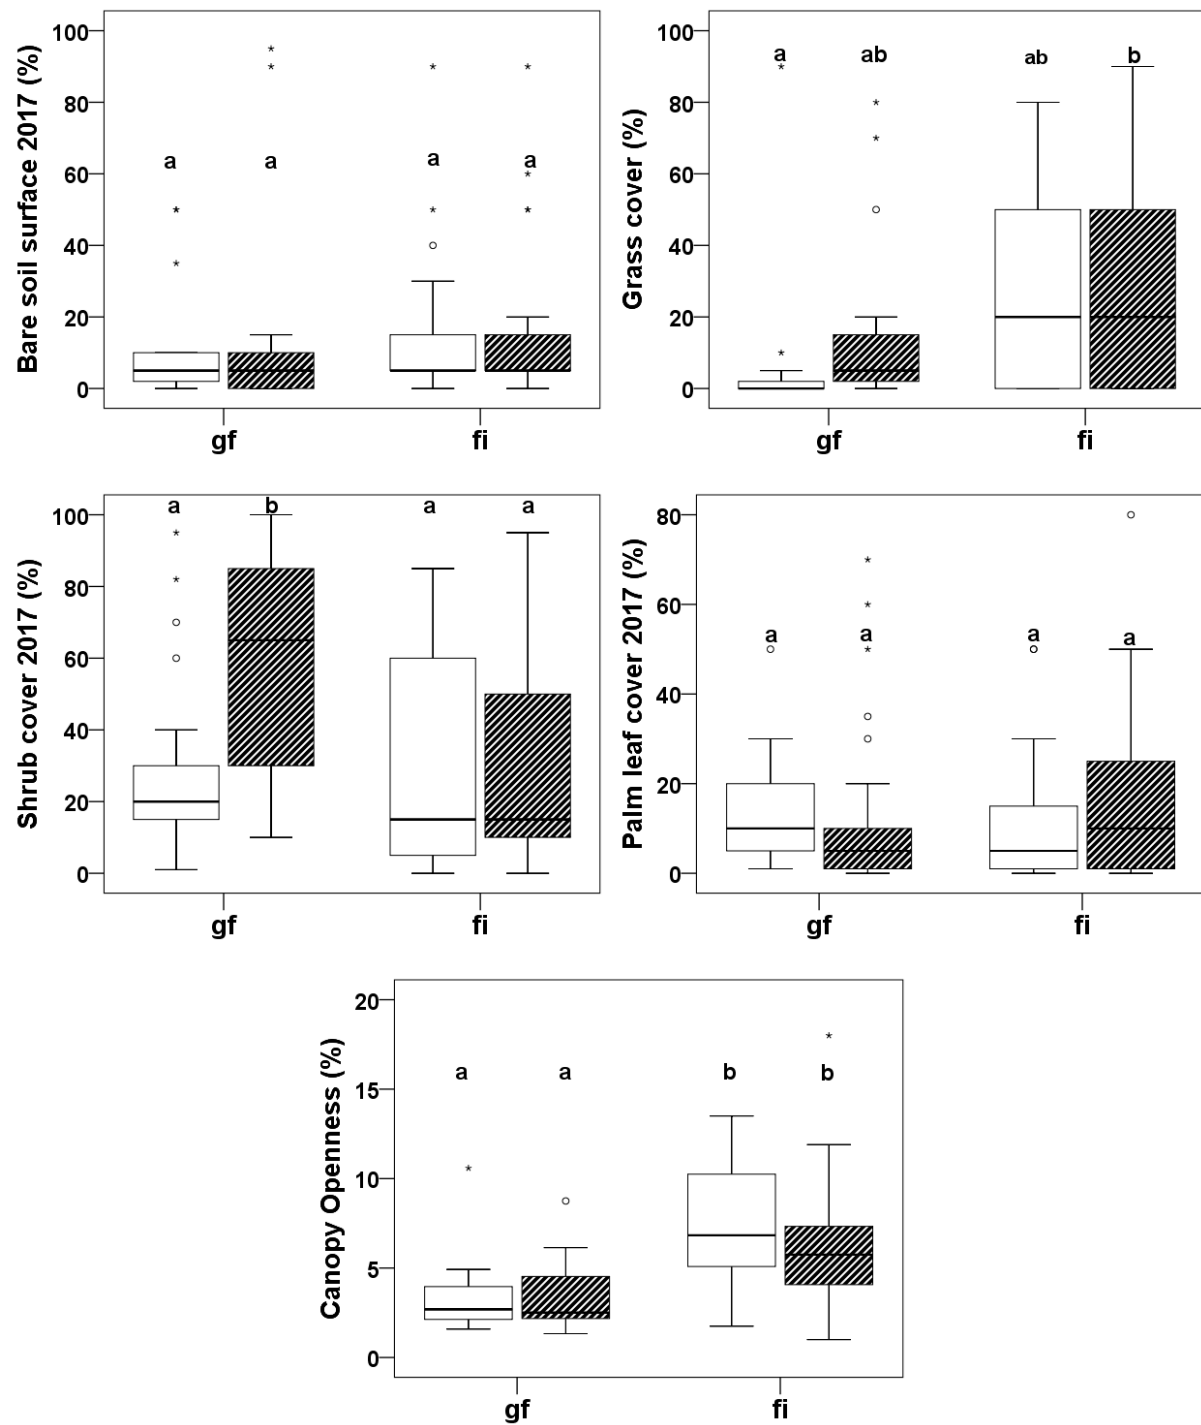 Bare soil surface 2017 (%)
100
80
60
40
20
0
a
a
a
a
gf
fi
Grass cover (%)
100
80
60
40
20
0
a
ab
ab
b
gf
fi
Shrub cover 2017 (%)
100
80
60
40
20
0
a
b
a
a
gf
fi
Palm leaf cover 2017 (%)
80
60
40
20
0
a
a
a
a
gf
fi
Canopy Openness (%)
20
15
10
5
0
a
a
b
b
gf
fi